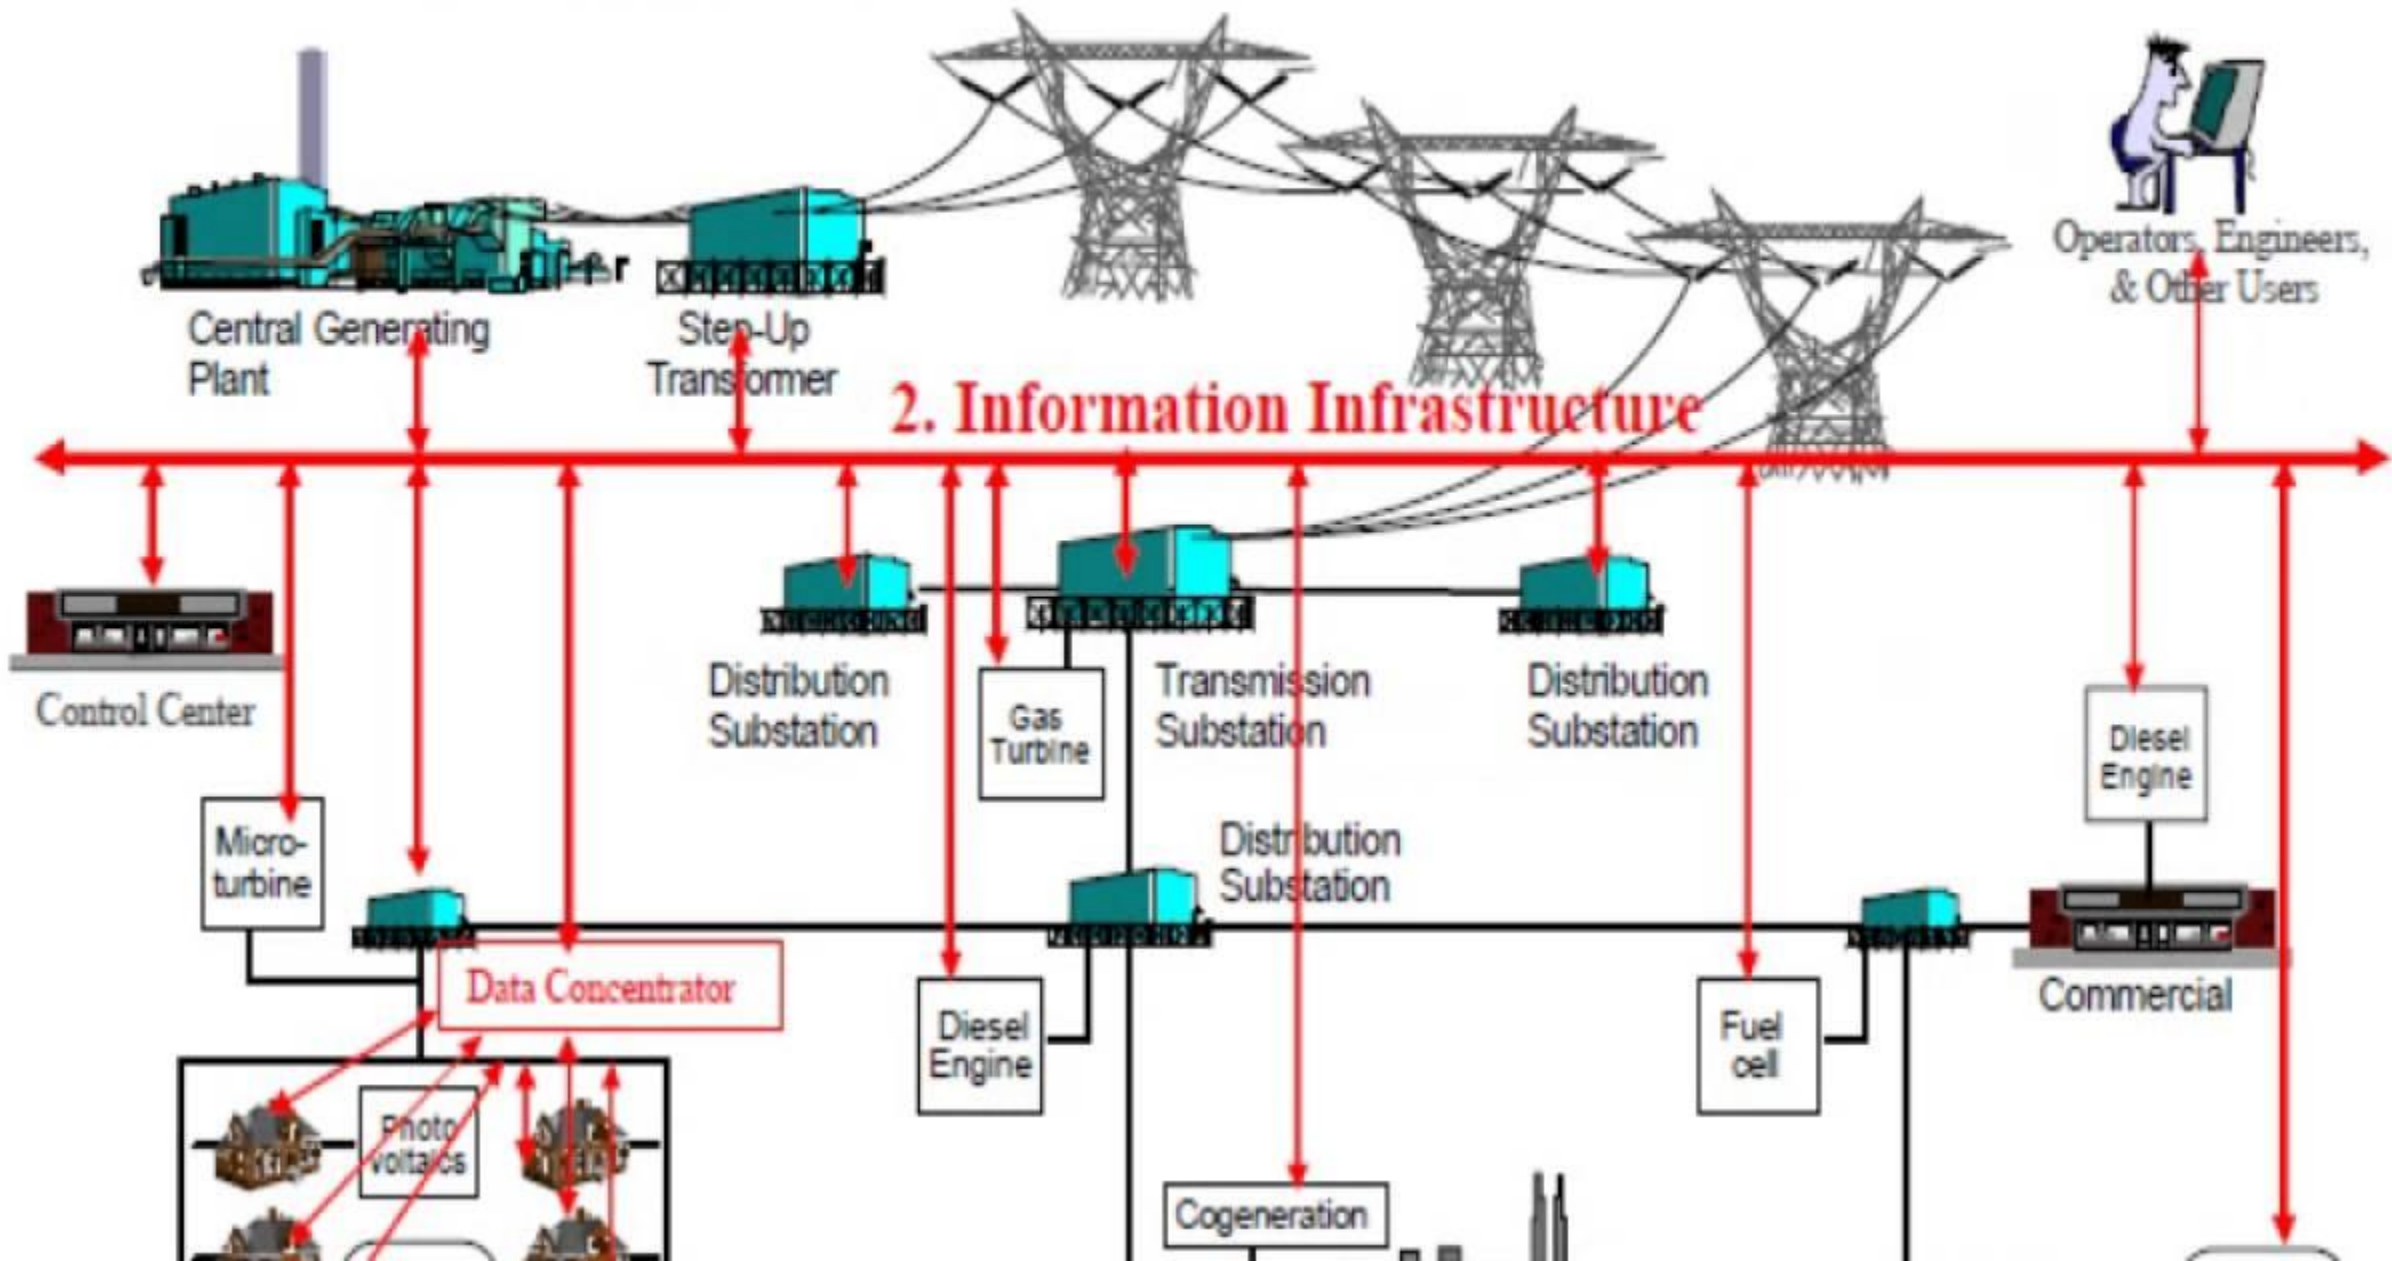 Operators, Engineers,
& Other Users
Central Generating
Plant
Step-Up
Transformer
2. Information Infrastructure
Control Center
Distribution
Substation
Gas
Turbine
Transmission
Substation
Distribution
Substation
Diesel
Engine
Micro-
turbine
Distribution
Substation
Data Concentrator
Diesel
Engine
Fuel
cell
Commercial
Photo
voltaics
Cogeneration